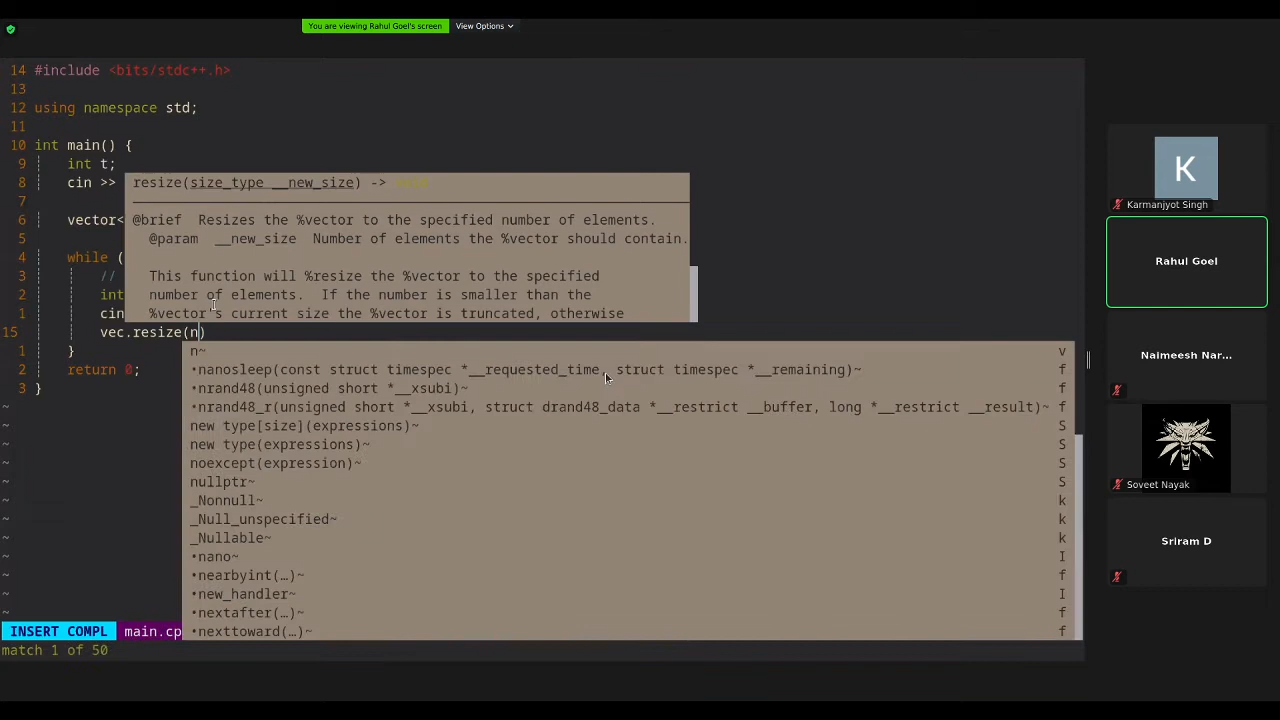 You are viewing Rahul Goel's screen View Options
14 #include <bits/stdc++.h>
13
12 using namespace std;
11
10 int main() {
9 int t;
8 cin >>
7
6 vector<
5
4 while (
3 //
2 int
1 cin
15 vec.resize(n)
1 }
2 return 0;
3 }
~
~
~
~
~
~
~
~
~
~
~
~
resize(size_type __new_size) -> void
@brief Resizes the %vector to the specified number of elements.
@param __new_size Number of elements the %vector should contain.
This function will %resize the %vector to the specified
number of elements. If the number is smaller than the
%vector's current size the %vector is truncated, otherwise
n~ v
•nanosleep(const struct timespec *__requested_time, struct timespec *__remaining)~ f
•nrand48(unsigned short *__xsubi)~ f
•nrand48_r(unsigned short *__xsubi, struct drand48_data *__restrict __buffer, long *__restrict __result)~ f
new type[size](expressions)~ S
new type(expressions)~ S
noexcept(expression)~ S
nullptr~ S
_Nonnull~ k
_Null_unspecified~ k
_Nullable~ k
•nano~ I
•nearbyint(…)~ f
•new_handler~ I
•nextafter(…)~ f
•nexttoward(…)~ f
INSERT COMPL main.cp
match 1 of 50
K
Karmanjyot Singh
Rahul Goel
Naimeesh Nar...
Soveet Nayak
Sriram D